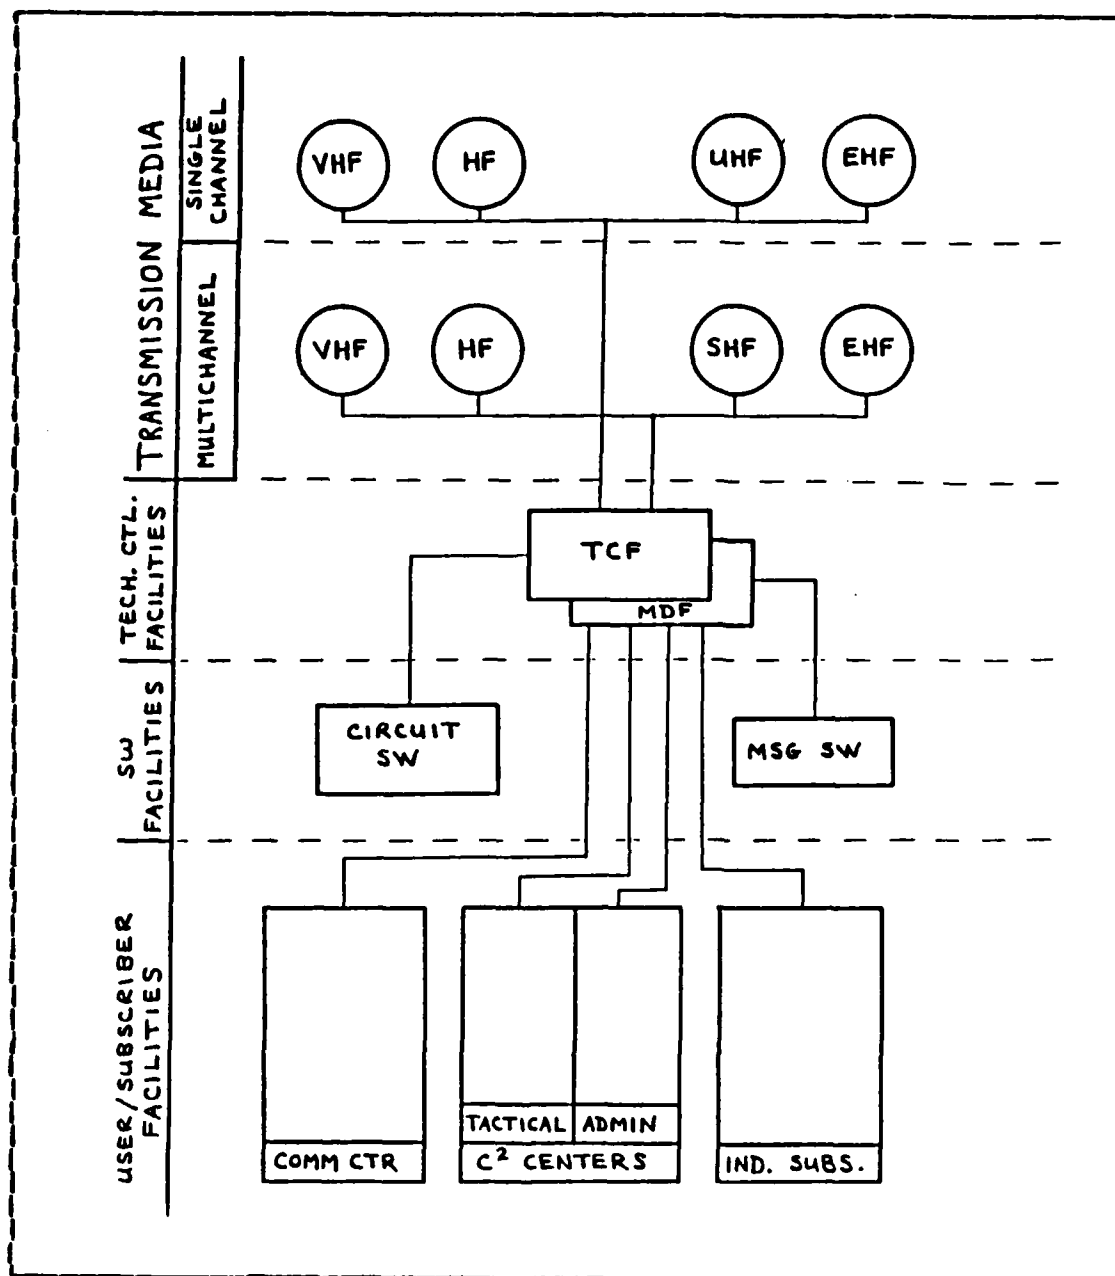 TRANSMISSION MEDIA
SINGLE
CHANNEL
VHF
HF
UHF
EHF
MULTICHANNEL
VHF
HF
SHF
EHF
TECH. CTL.
FACILITIES
TCF
MDF
SW
FACILITIES
CIRCUIT
SW
MSG SW
USER/SUBSCRIBER
FACILITIES
TACTICAL
ADMIN
COMM CTR
C² CENTERS
IND. SUBS.